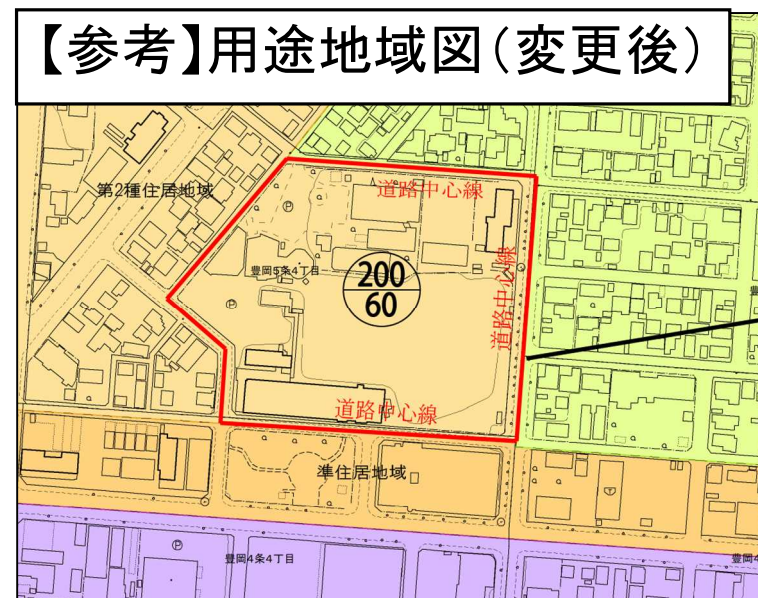 【参考】用途地域図(変更後)
第2種住居地域
道路中心線
豊岡5条4丁目
200
60
道路中心線
道路中心線
準住居地域
豊岡4条4丁目
豊岡4